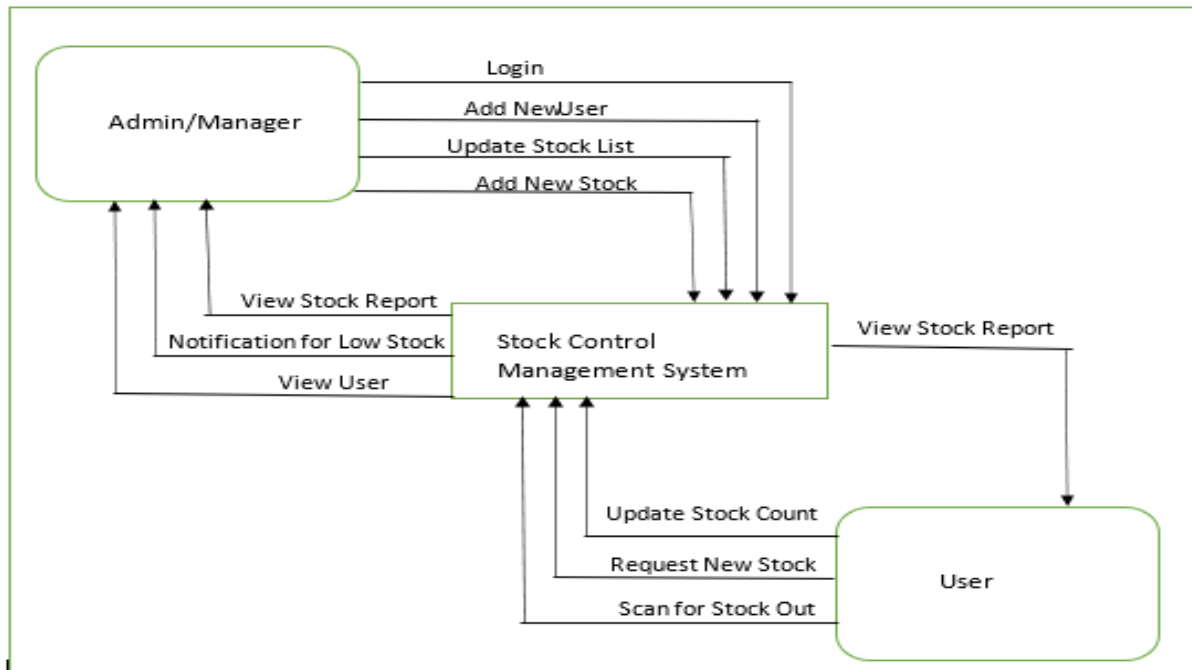 Login
Admin/Manager
Add NewUser
Update Stock List
Add New Stock
View Stock Report
Notification for Low Stock
View User
Stock Control
Management System
View Stock Report
Update Stock Count
Request New Stock
Scan for Stock Out
User